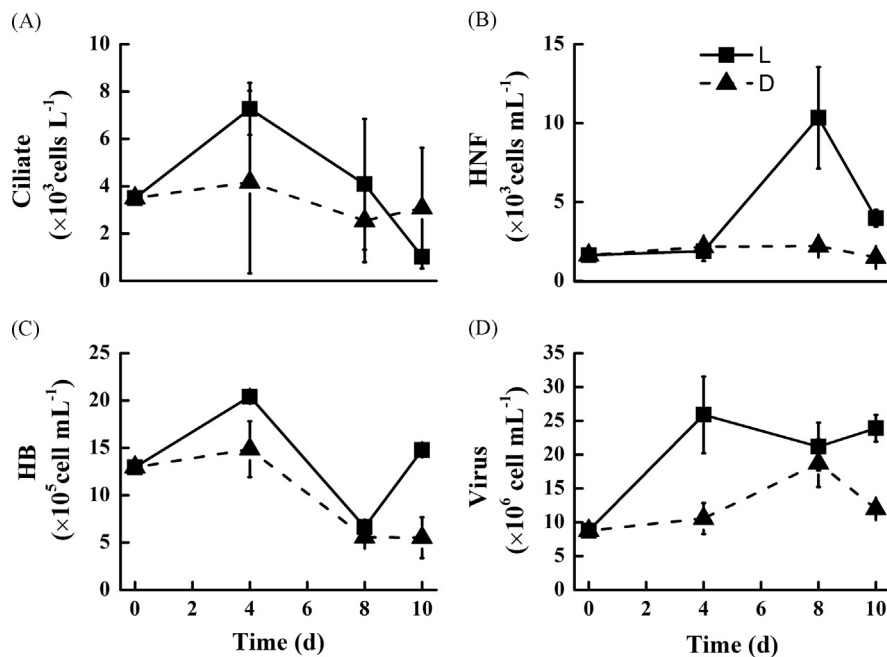 (A)
10
8
6
4
2
0
Ciliate
(×10³cells L⁻¹)
(B)
15
10
5
0
HNF
(×10³cells mL⁻¹)
L
D
(C)
25
20
15
10
5
0
HB
(×10⁵cell mL⁻¹)
0 2 4 6 8 10
Time (d)
(D)
40
35
30
25
20
15
10
5
0
Virus
(×10⁶ cell mL⁻¹)
0 2 4 6 8 10
Time (d)